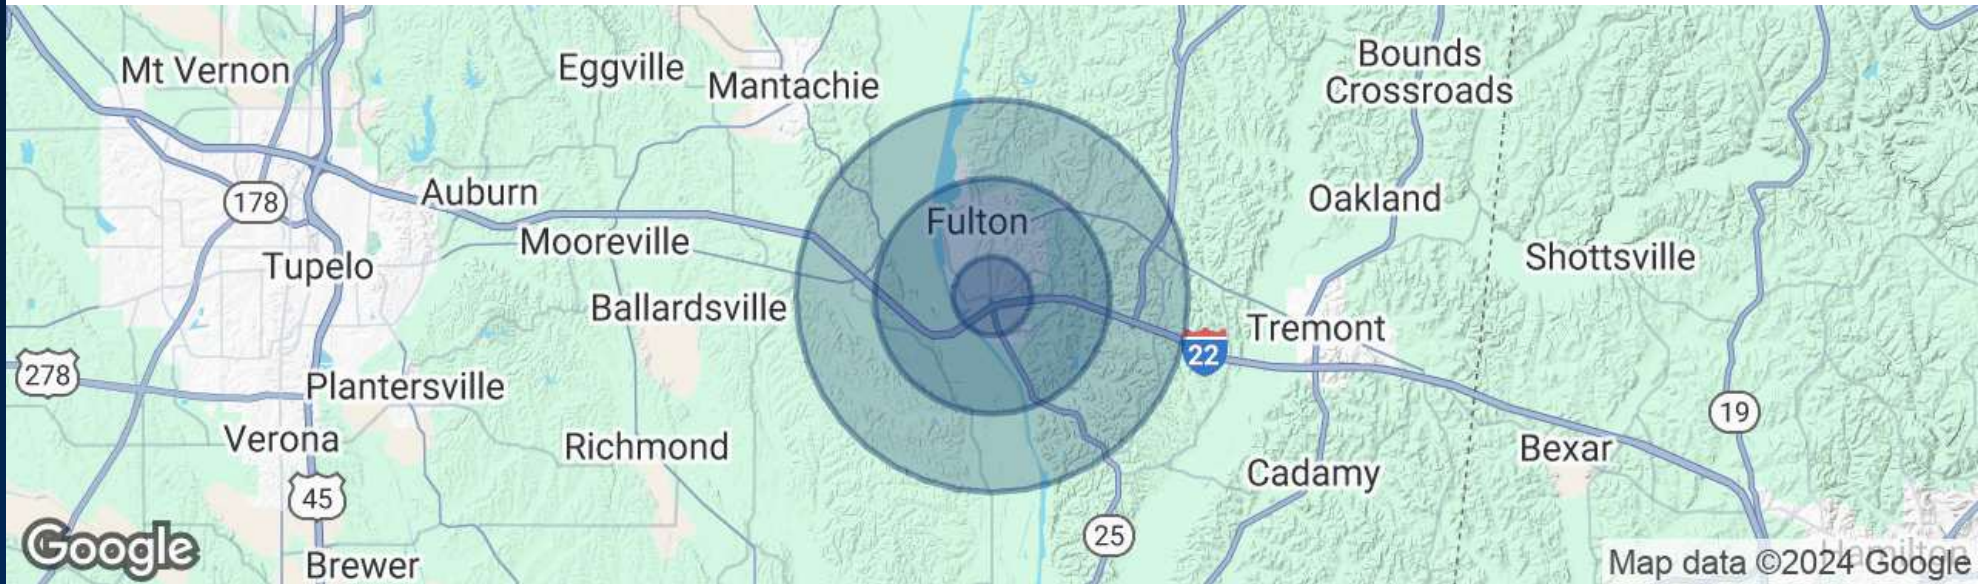 Mt Vernon
Eggville
Mantachie
Bounds
Crossroads
178
Auburn
Fulton
Oakland
Tupelo
Mooreville
Shottsville
Ballardsville
22
Tremont
278
Plantersville
19
Verona
Richmond
Cadamy
Bexar
45
25
Google
Brewer
Hamilton
Map data ©2024 Google